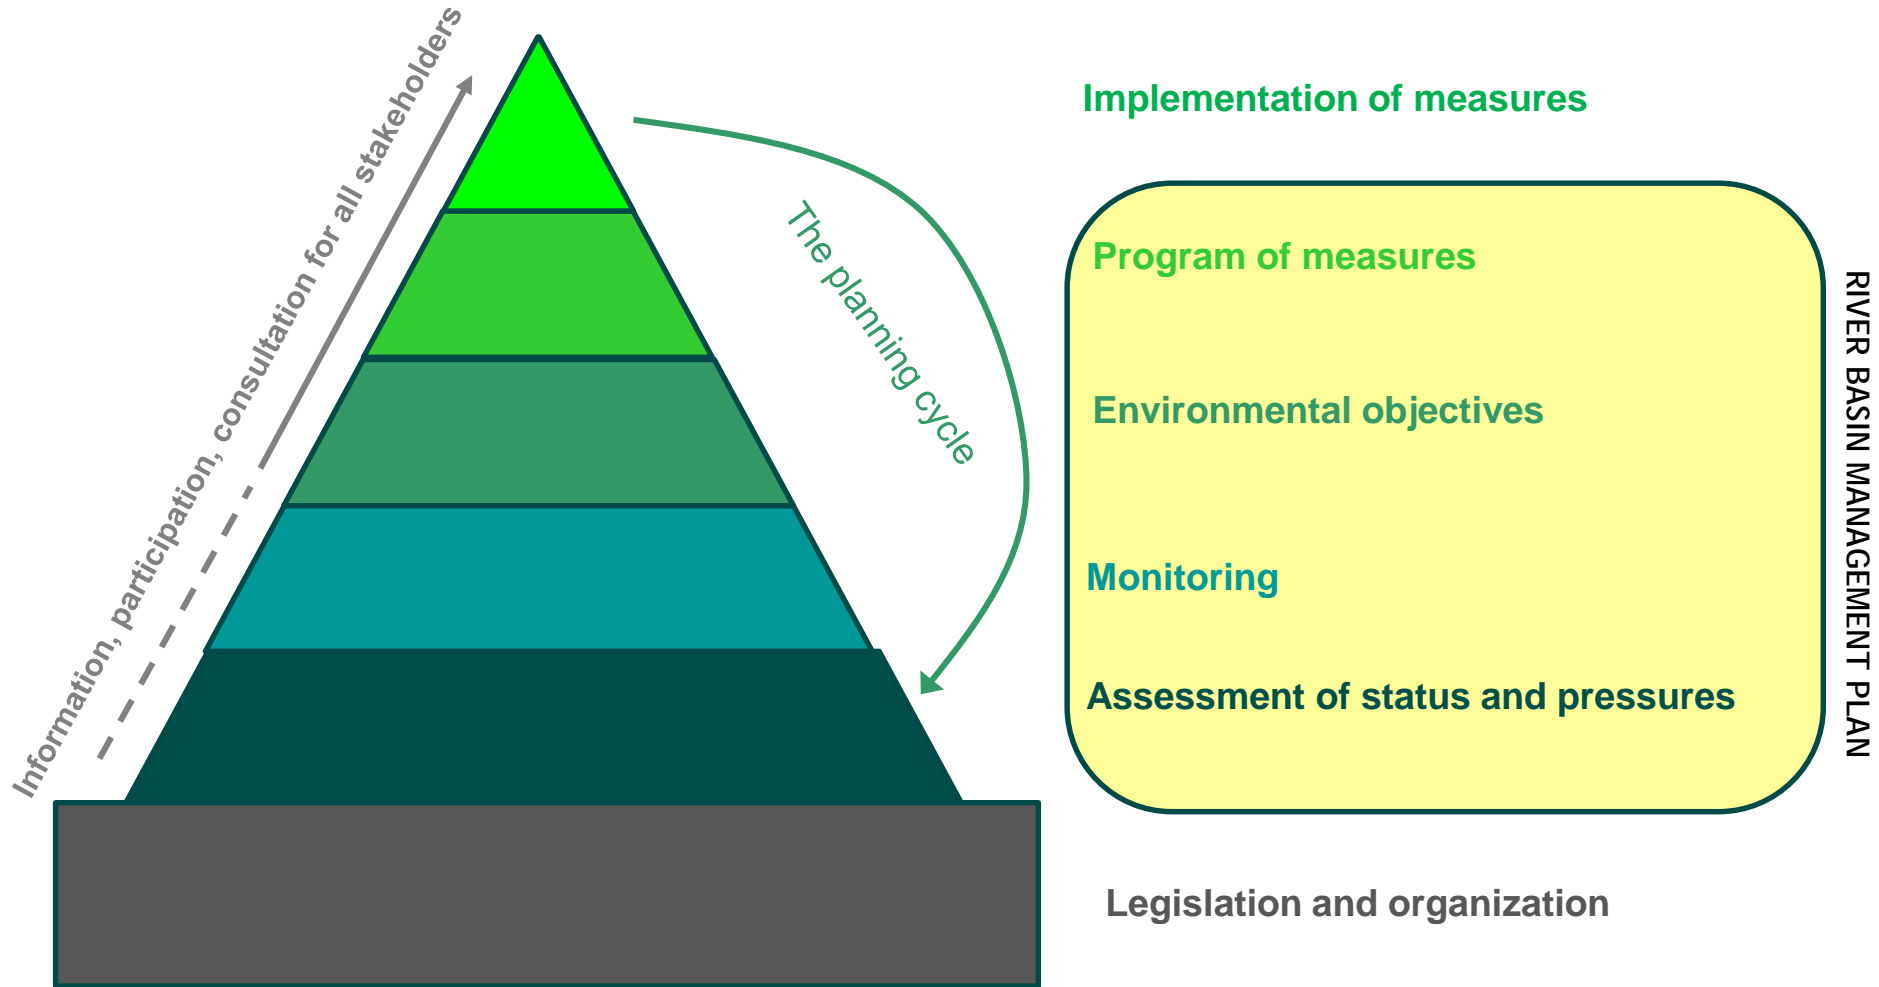 Information, participation, consultation for all stakeholders
The planning cycle
Implementation of measures
Program of measures
Environmental objectives
Monitoring
Assessment of status and pressures
RIVER BASIN MANAGEMENT PLAN
Legislation and organization